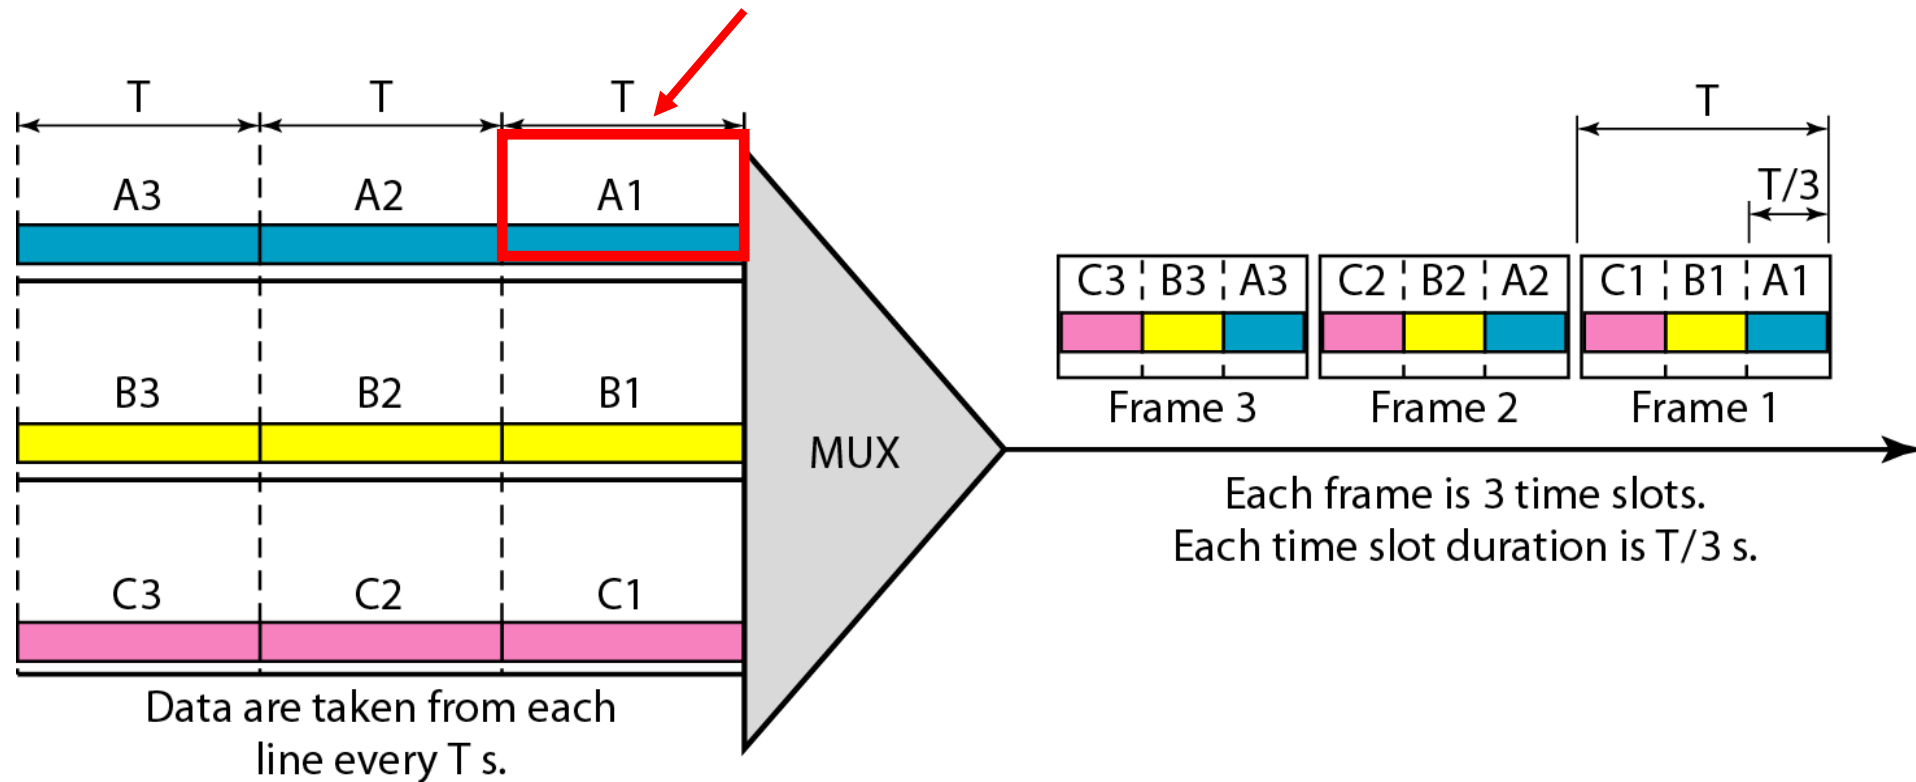 T T T
T
T/3
A3 A2 A1
C3 B3 A3 C2 B2 A2 C1 B1 A1
Frame 3 Frame 2 Frame 1
B3 B2 B1
MUX
Each frame is 3 time slots.
Each time slot duration is T/3 s.
C3 C2 C1
Data are taken from each
line every T s.